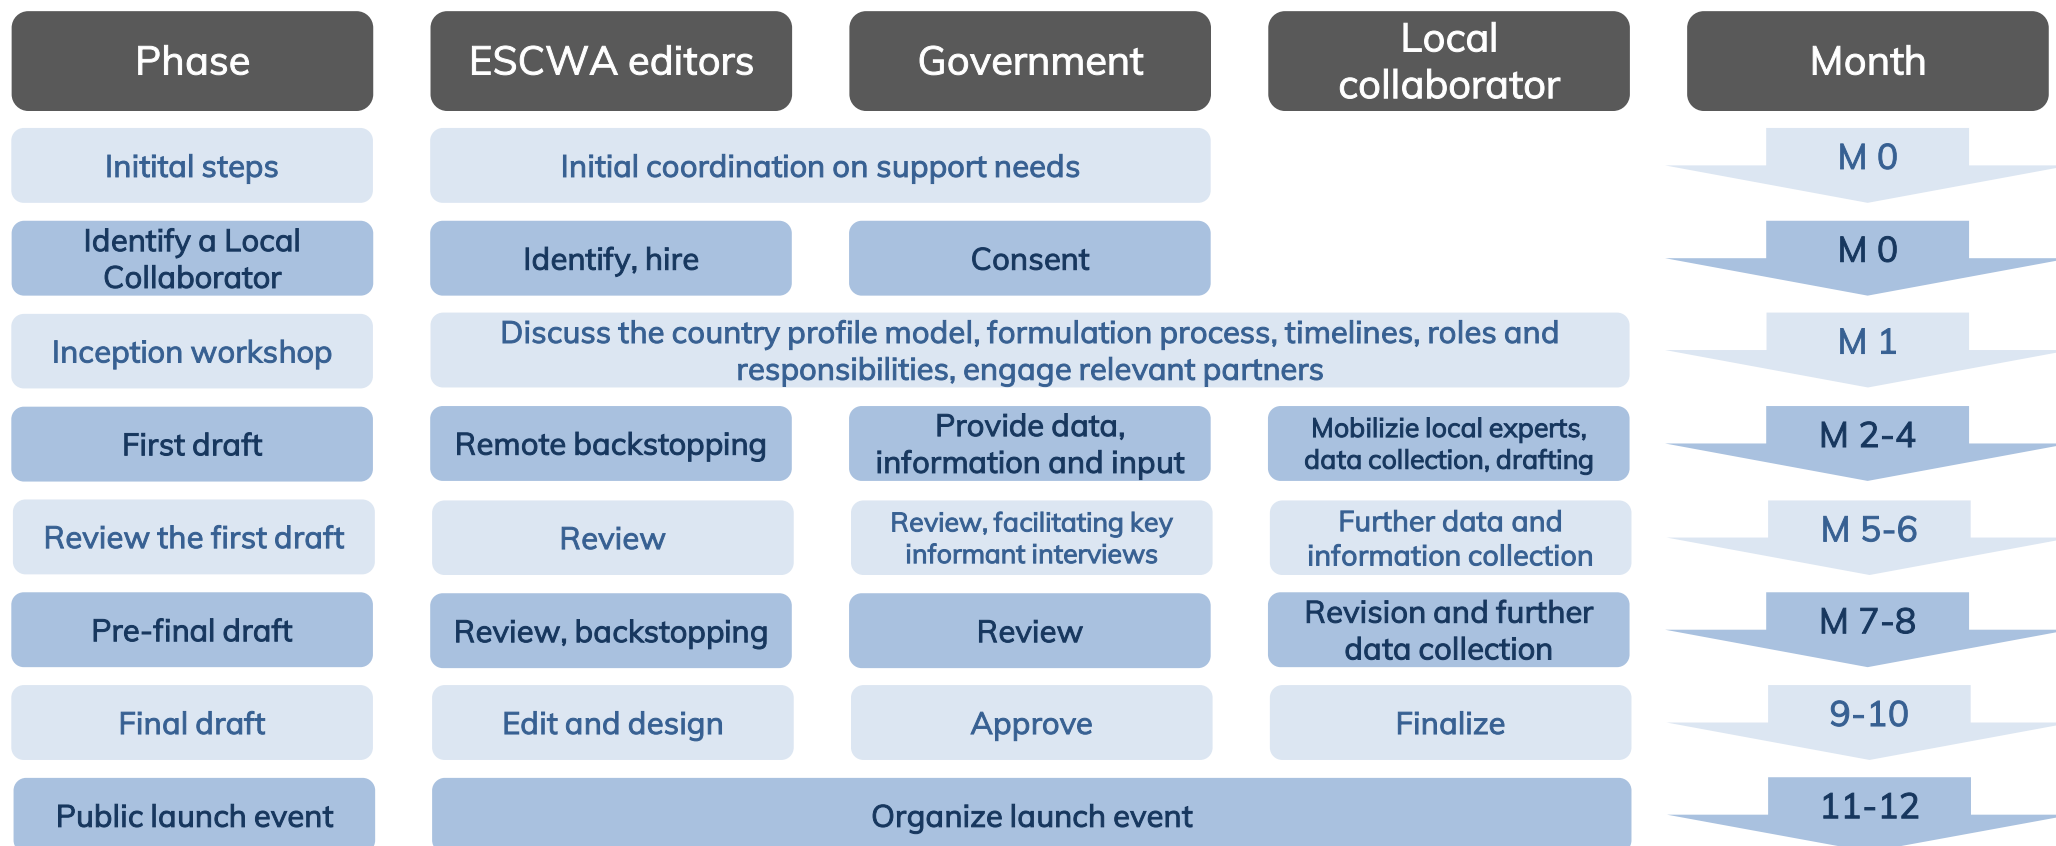 Phase
ESCWA editors
Government
Local
collaborator
Month
Initital steps
Initial coordination on support needs
M 0
Identify a Local
Collaborator
Identify, hire
Consent
M 0
Inception workshop
Discuss the country profile model, formulation process, timelines, roles and
responsibilities, engage relevant partners
M 1
First draft
Remote backstopping
Provide data,
information and input
Mobilizie local experts,
data collection, drafting
M 2-4
Review the first draft
Review
Review, facilitating key
informant interviews
Further data and
information collection
M 5-6
Pre-final draft
Review, backstopping
Review
Revision and further
data collection
M 7-8
Final draft
Edit and design
Approve
Finalize
9-10
Public launch event
Organize launch event
11-12